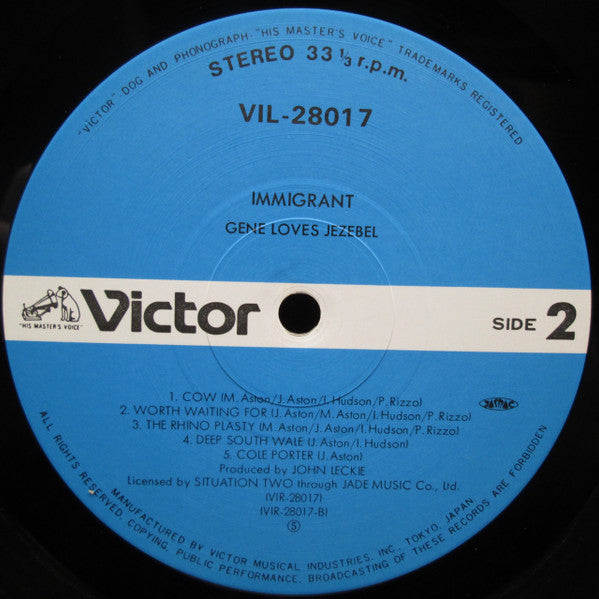 "VICTOR"·DOG AND PHONOGRAPH·"HIS MASTER'S VOICE" TRADEMARKS REGISTERED
STEREO 33 1/3 r.p.m.
VIL-28017
IMMIGRANT
GENE LOVES JEZEBEL
"HIS MASTER'S VOICE"
Victor
SIDE 2
1. COW (M. Aston/J. Aston/I. Hudson/P. Rizzo)
2. WORTH WAITING FOR (J. Aston/M. Aston/I. Hudson/P. Rizzo)
3. THE RHINO PLASTY (M. Aston/J. Aston/I. Hudson/P. Rizzo)
4. DEEP SOUTH WALE (J. Aston/I. Hudson)
5. COLE PORTER (J. Aston)
JASRAC
Produced by JOHN LECKIE
Licensed by SITUATION TWO through JADE MUSIC Co., Ltd.
(VIR-28017)
(VIR-28017-B)
⑤
MANUFACTURED BY VICTOR MUSICAL INDUSTRIES, INC., TOKYO, JAPAN.
ALL RIGHTS RESERVED. COPYING, PUBLIC PERFORMANCE, BROADCASTING OF THESE RECORDS ARE FORBIDDEN